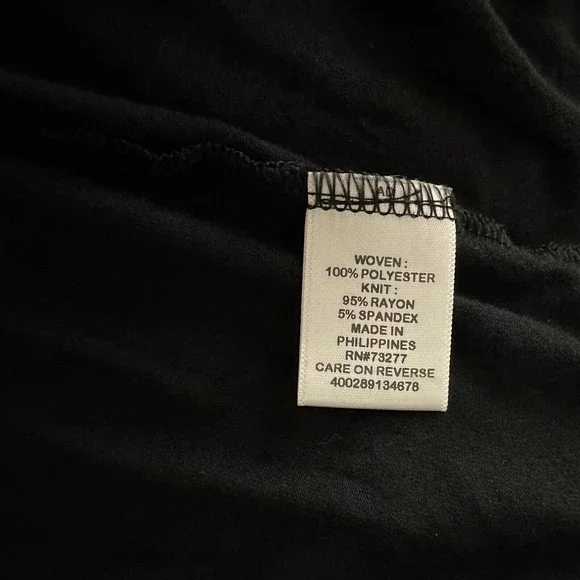 WOVEN :
100% POLYESTER
KNIT :
95% RAYON
5% SPANDEX
MADE IN
PHILIPPINES
RN#73277
CARE ON REVERSE
400289134678